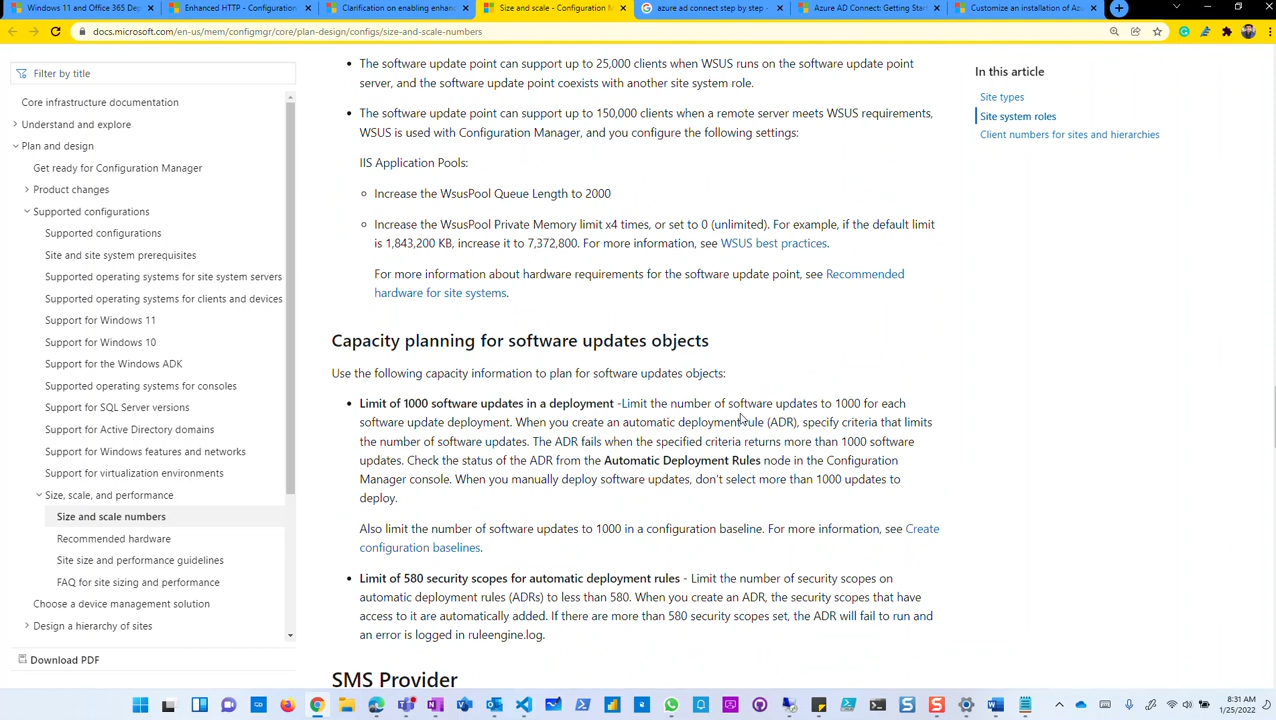 Windows 11 and Office 365 Dep
Enhanced HTTP - Configuration
Clarification on enabling enhanc
Size and scale - Configuration M
azure ad connect step by step -
Azure AD Connect: Getting Star
Customize an installation of Azu
docs.microsoft.com/en-us/mem/configmgr/core/plan-design/configs/size-and-scale-numbers
Filter by title
Core infrastructure documentation
Understand and explore
Plan and design
Get ready for Configuration Manager
Product changes
Supported configurations
Supported configurations
Site and site system prerequisites
Supported operating systems for site system servers
Supported operating systems for clients and devices
Support for Windows 11
Support for Windows 10
Support for the Windows ADK
Supported operating systems for consoles
Support for SQL Server versions
Support for Active Directory domains
Support for Windows features and networks
Support for virtualization environments
Size, scale, and performance
Size and scale numbers
Recommended hardware
Site size and performance guidelines
FAQ for site sizing and performance
Choose a device management solution
Design a hierarchy of sites
Download PDF
The software update point can support up to 25,000 clients when WSUS runs on the software update point
server, and the software update point coexists with another site system role.
The software update point can support up to 150,000 clients when a remote server meets WSUS requirements,
WSUS is used with Configuration Manager, and you configure the following settings:
IIS Application Pools:
Increase the WsusPool Queue Length to 2000
Increase the WsusPool Private Memory limit x4 times, or set to 0 (unlimited). For example, if the default limit
is 1,843,200 KB, increase it to 7,372,800. For more information, see WSUS best practices.
For more information about hardware requirements for the software update point, see Recommended
hardware for site systems.
Capacity planning for software updates objects
Use the following capacity information to plan for software updates objects:
Limit of 1000 software updates in a deployment -Limit the number of software updates to 1000 for each
software update deployment. When you create an automatic deployment rule (ADR), specify criteria that limits
the number of software updates. The ADR fails when the specified criteria returns more than 1000 software
updates. Check the status of the ADR from the Automatic Deployment Rules node in the Configuration
Manager console. When you manually deploy software updates, don't select more than 1000 updates to
deploy.
Also limit the number of software updates to 1000 in a configuration baseline. For more information, see Create
configuration baselines.
Limit of 580 security scopes for automatic deployment rules - Limit the number of security scopes on
automatic deployment rules (ADRs) to less than 580. When you create an ADR, the security scopes that have
access to it are automatically added. If there are more than 580 security scopes set, the ADR will fail to run and
an error is logged in ruleengine.log.
SMS Provider
In this article
Site types
Site system roles
Client numbers for sites and hierarchies
8:31 AM
1/25/2022